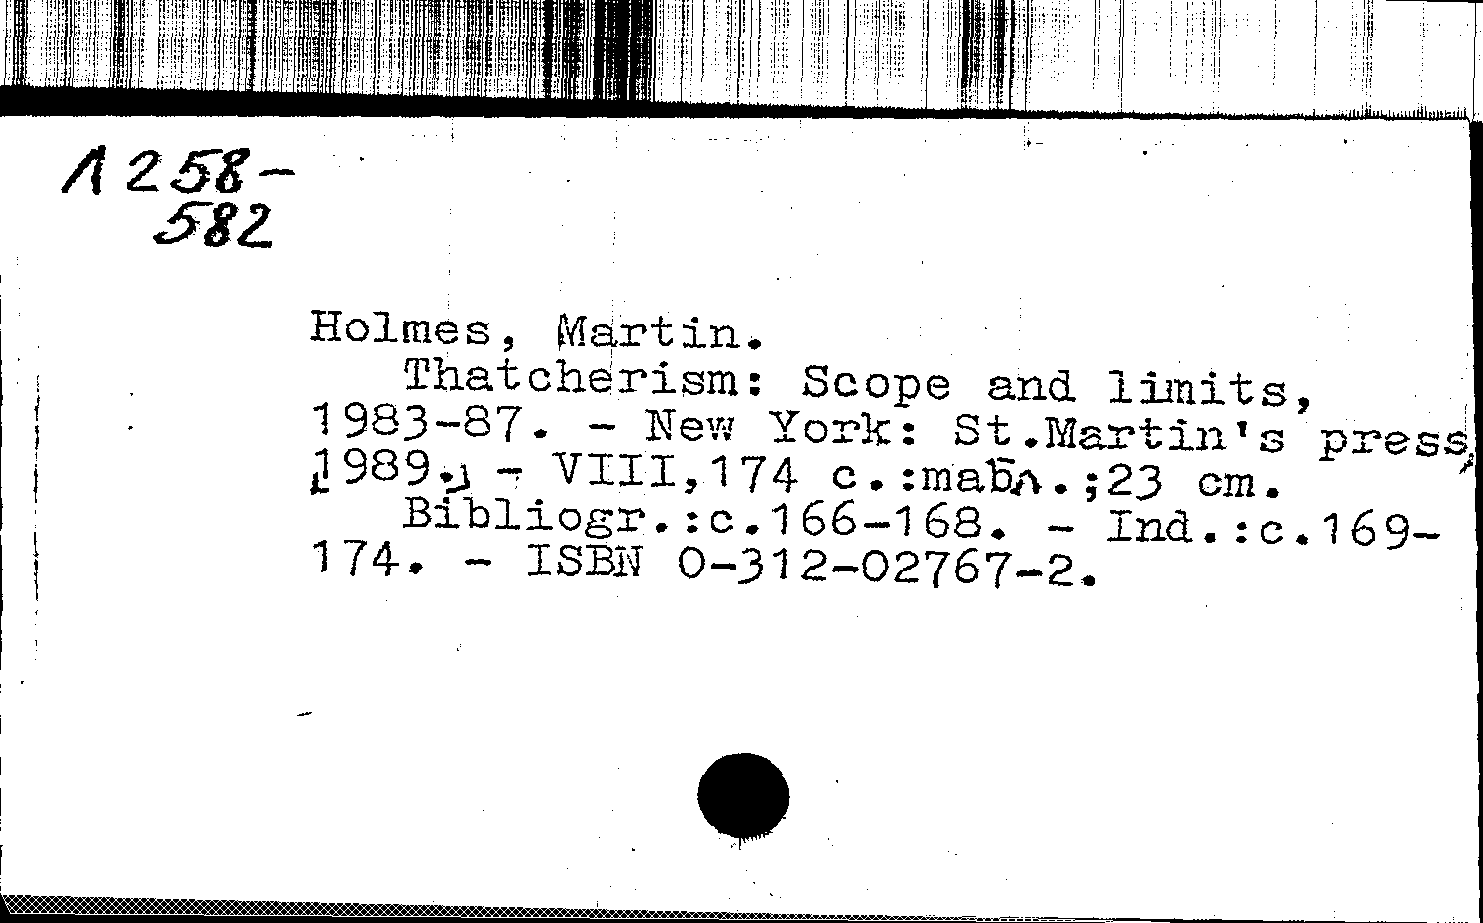 Λ 258-
582
Holmes, Martin.
Thatcherism: Scope and limits,
1983-87. - New York: St.Martin's press,
[1989.] - VIII,174 c.:табл.;23 cm.
Bibliogr.:c.166-168. - Ind.:c.169-
174. - ISBN 0-312-02767-2.